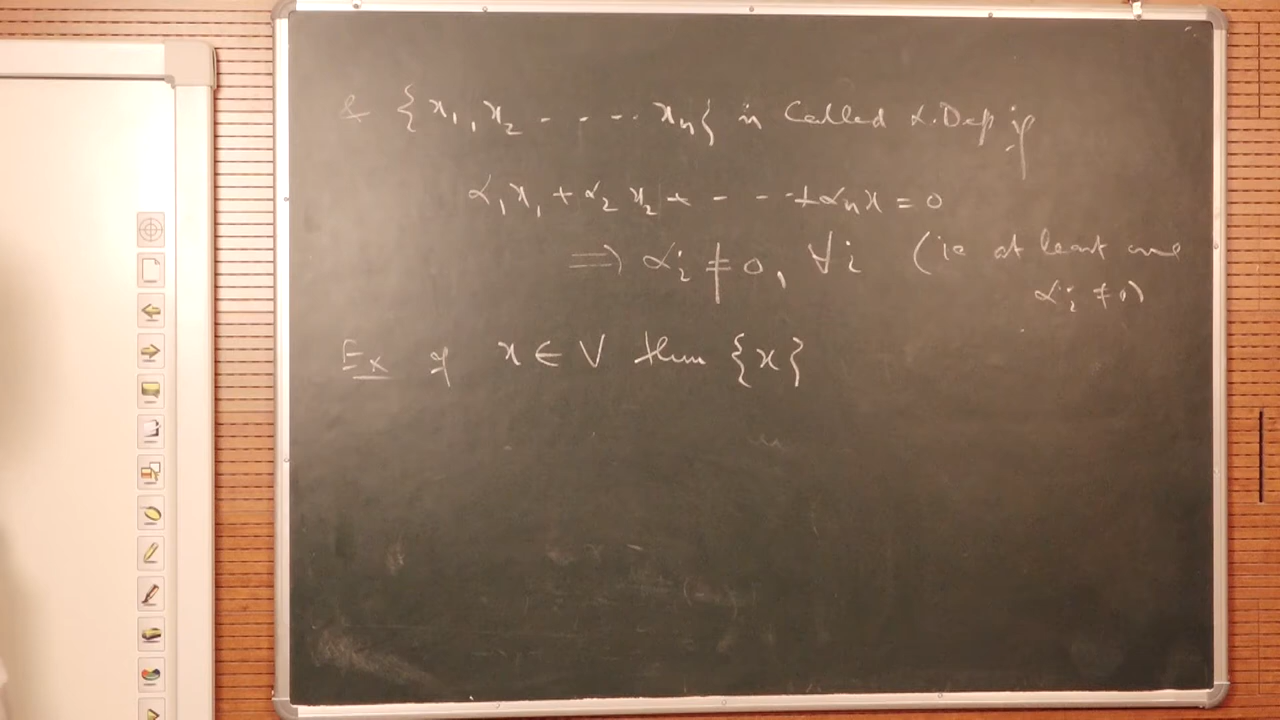 & {x₁, x₂ - - - - - xₙ} is Called L.Dep if
α₁x₁ + α₂x₂ + - - - + αₙx = 0
⇒ αᵢ ≠ 0, ∀i (ie at least one
αᵢ ≠ 0)
Ex If x ∈ V then {x}